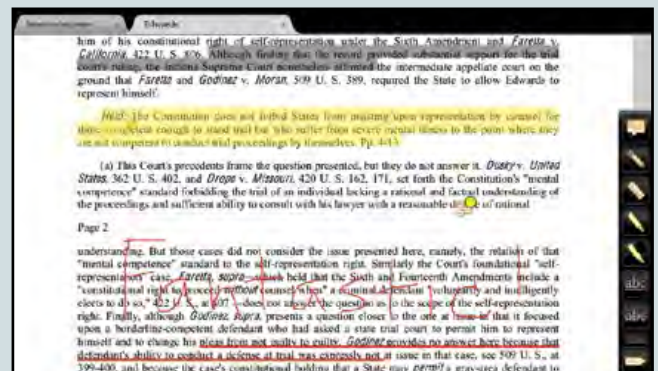 Edwards
him of his constitutional right of self-representation under the Sixth Amendment and Faretta v.
California, 422 U. S. 806. Although finding that the record provided substantial support for the trial
court's ruling, the Indiana Supreme Court nonetheless affirmed the intermediate appellate court on the
ground that Faretta and Godinez v. Moran, 509 U. S. 389, required the State to allow Edwards to
represent himself.
Held: The Constitution does not forbid States from insisting upon representation by counsel for
those competent enough to stand trial but who suffer from severe mental illness to the point where they
are not competent to conduct trial proceedings by themselves. Pp. 4-13
(a) This Court's precedents frame the question presented, but they do not answer it. Dusky v. United
States, 362 U. S. 402, and Drope v. Missouri, 420 U. S. 162, 171, set forth the Constitution's "mental
competence" standard forbidding the trial of an individual lacking a rational and factual understanding of
the proceedings and sufficient ability to consult with his lawyer with a reasonable of rational
Page 2
understanding. But those cases did not consider the issue presented here, namely, the relation of that
"mental competence" standard to the self-representation right. Similarly the Court's foundational "self-
representation" case, Faretta, supra, which held that the Sixth and Fourteenth Amendments include a
"constitutional right to proceed without counsel when" a criminal defendant "voluntarily and intelligently
elects to do so," 422 U. S., at does not answer the question as to the scope of the self-representation
right. Finally, although Godinez, supra, presents a question closer to the one at issue that it focused
upon a borderline-competent defendant who had asked a state trial court to permit him to represent
himself and to change his pleas from not guilty to guilty, Godinez provides no answer here because that
defendant's ability to conduct a defense at trial was expressly not at issue in that case, see 509 U. S., at
399-400, and because the case's constitutional holding that a State may permit a gray-area defendant to
Fantastic!
abc
abc